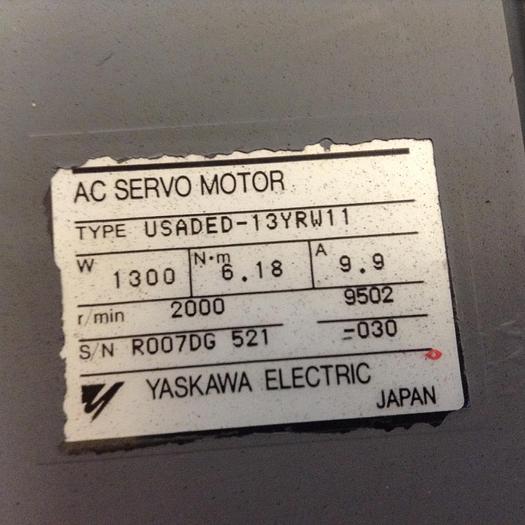 AC SERVO MOTOR
TYPE USADED-13YRW11
W 1300 N·m 6.18 A 9.9
r/min 2000 9502
S/N R007DG 521 =030
YASKAWA ELECTRIC
JAPAN